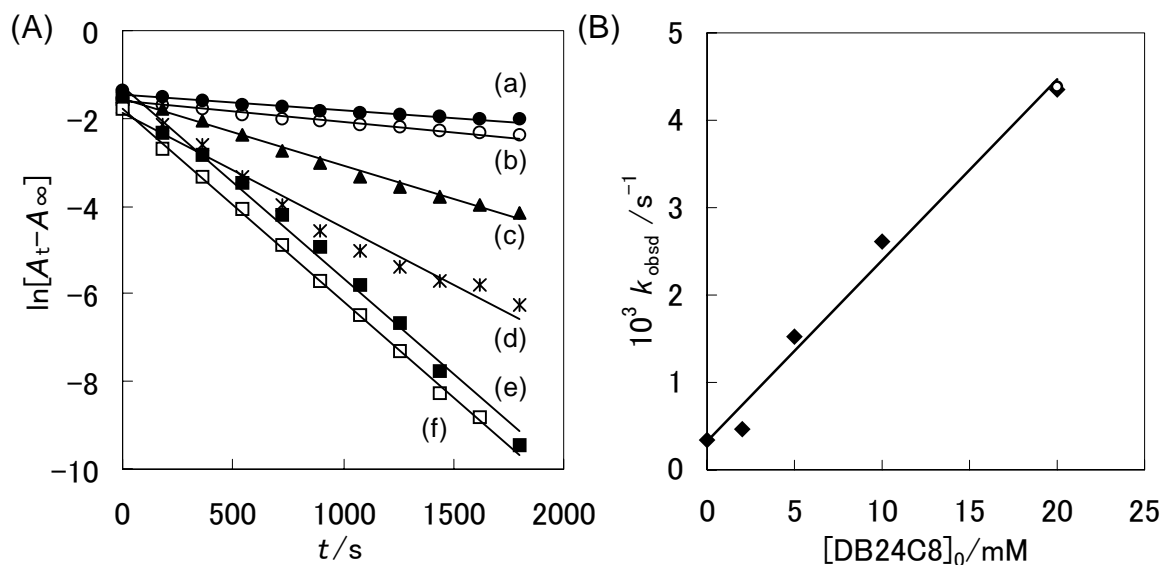 (A)
ln[Aₜ−A∞]
0
−2
−4
−6
−8
−10
(a)
(b)
(c)
(d)
(e)
(f)
0 500 1000 1500 2000
t/s
(B)
10³ k obsd /s⁻¹
5
4
3
2
1
0
0 5 10 15 20 25
[DB24C8]₀/mM